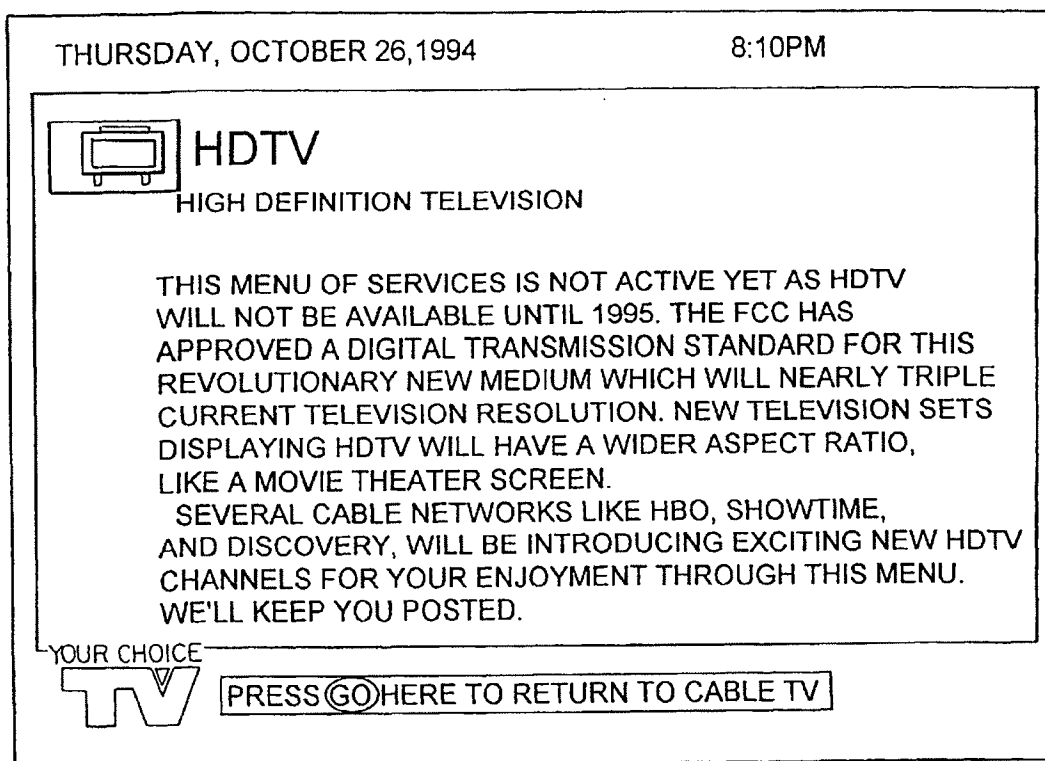 THURSDAY, OCTOBER 26,1994 8:10PM
HDTV
HIGH DEFINITION TELEVISION
THIS MENU OF SERVICES IS NOT ACTIVE YET AS HDTV
WILL NOT BE AVAILABLE UNTIL 1995. THE FCC HAS
APPROVED A DIGITAL TRANSMISSION STANDARD FOR THIS
REVOLUTIONARY NEW MEDIUM WHICH WILL NEARLY TRIPLE
CURRENT TELEVISION RESOLUTION. NEW TELEVISION SETS
DISPLAYING HDTV WILL HAVE A WIDER ASPECT RATIO,
LIKE A MOVIE THEATER SCREEN.
SEVERAL CABLE NETWORKS LIKE HBO, SHOWTIME,
AND DISCOVERY, WILL BE INTRODUCING EXCITING NEW HDTV
CHANNELS FOR YOUR ENJOYMENT THROUGH THIS MENU.
WE'LL KEEP YOU POSTED.
YOUR CHOICE
TV
PRESS GO HERE TO RETURN TO CABLE TV